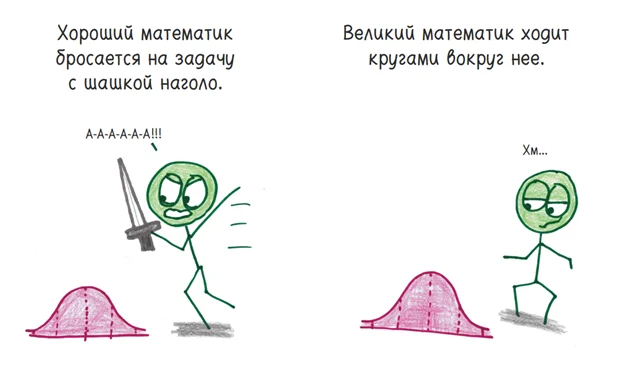 Хороший математик
бросается на задачу
с шашкой наголо.
А-А-А-А-А-А!!!
Великий математик ходит
кругами вокруг нее.
Хм...